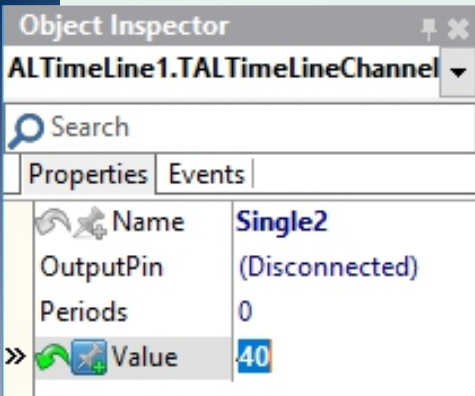 Object Inspector
ALTimeLine1.TALTimeLineChannel
Search
Properties Events
Name Single2
OutputPin (Disconnected)
Periods 0
Value 40